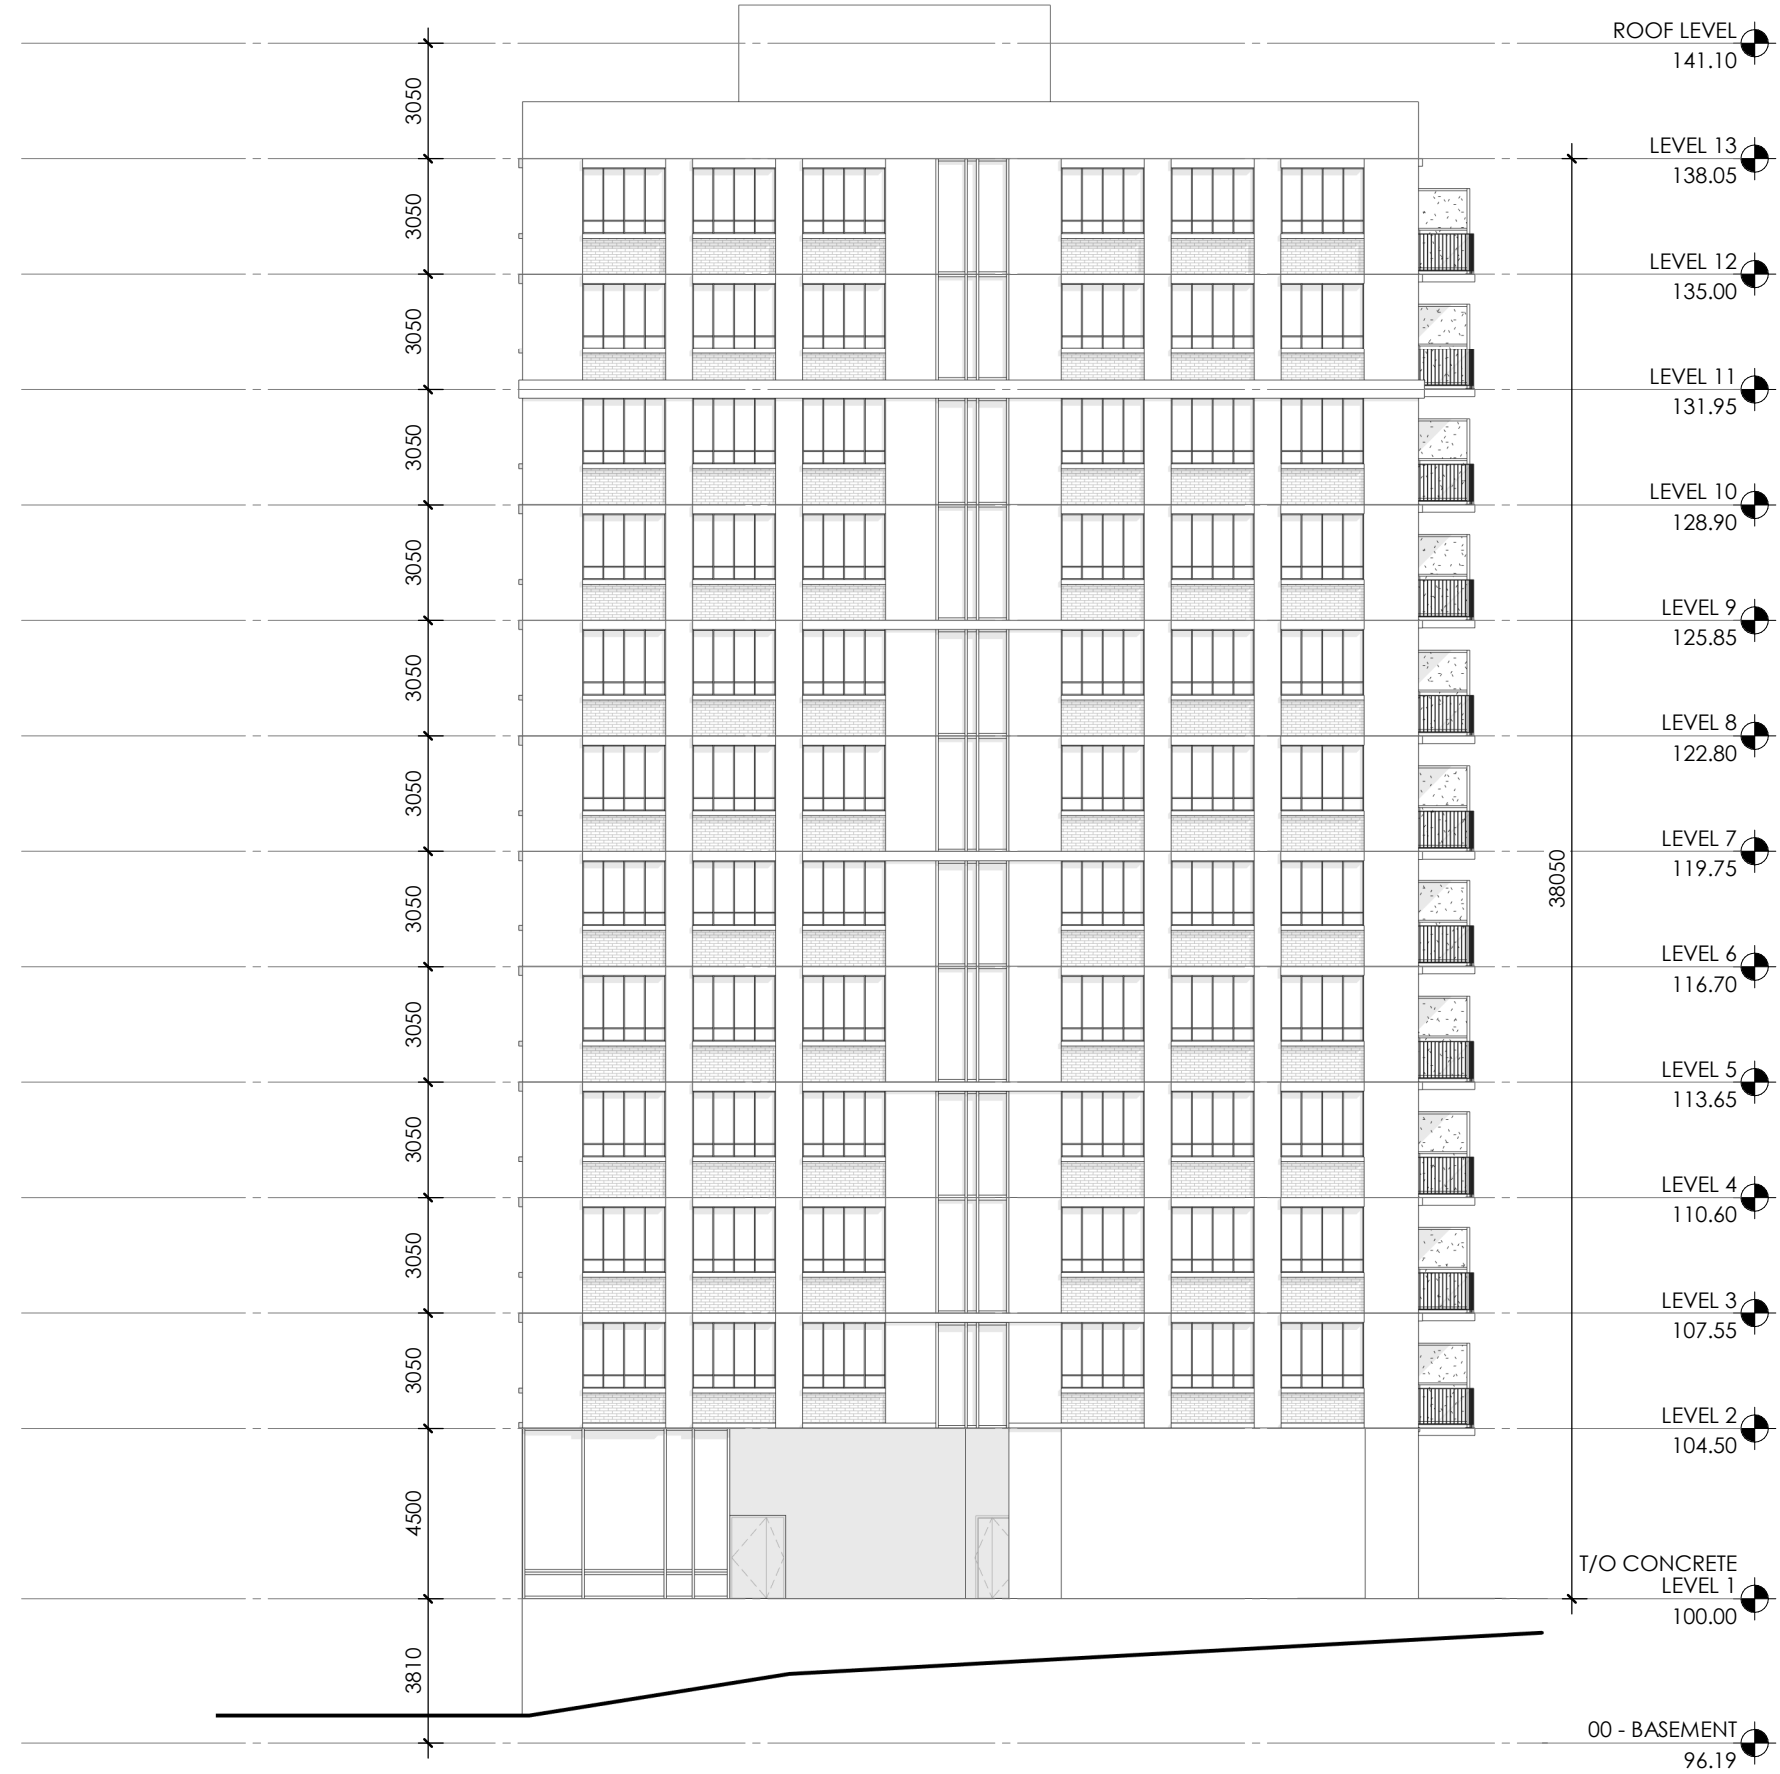 ROOF LEVEL
141.10
3050
LEVEL 13
138.05
3050
LEVEL 12
135.00
3050
LEVEL 11
131.95
3050
LEVEL 10
128.90
3050
LEVEL 9
125.85
3050
LEVEL 8
122.80
3050
LEVEL 7
119.75
38050
3050
LEVEL 6
116.70
3050
LEVEL 5
113.65
3050
LEVEL 4
110.60
3050
LEVEL 3
107.55
3050
LEVEL 2
104.50
4500
T/O CONCRETE
LEVEL 1
100.00
3810
00 - BASEMENT
96.19